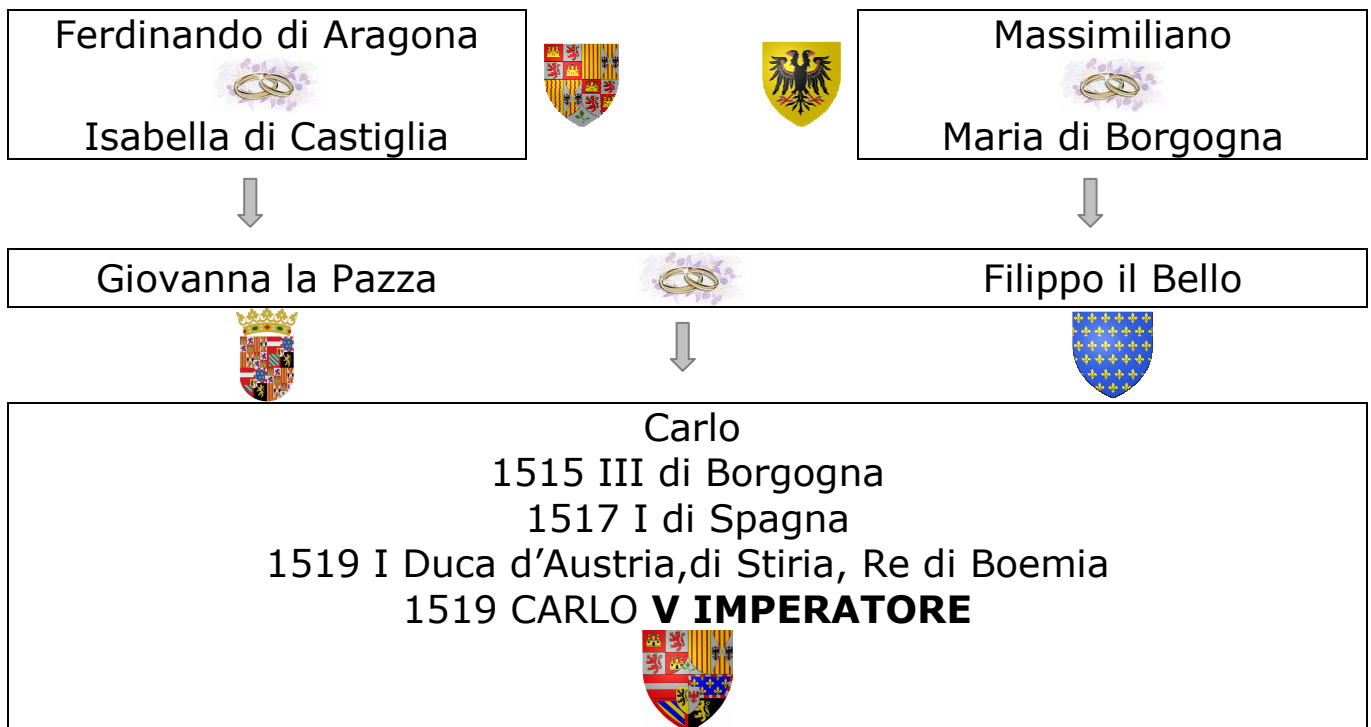 Ferdinando di Aragona
Isabella di Castiglia
Massimiliano
Maria di Borgogna
Giovanna la Pazza
Filippo il Bello
Carlo
1515 III di Borgogna
1517 I di Spagna
1519 I Duca d’Austria,di Stiria, Re di Boemia
1519 CARLO V IMPERATORE